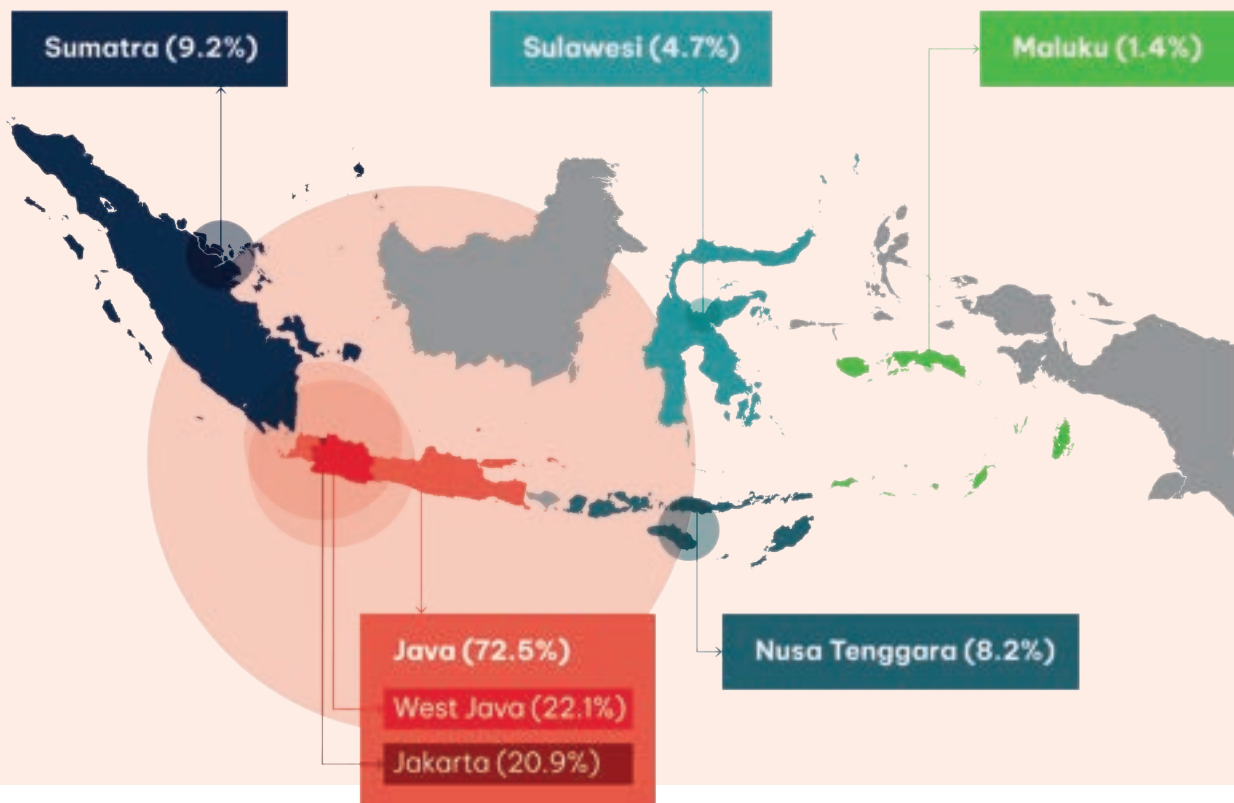 Sumatra (9.2%)
Sulawesi (4.7%)
Maluku (1.4%)
Java (72.5%)
West Java (22.1%)
Jakarta (20.9%)
Nusa Tenggara (8.2%)